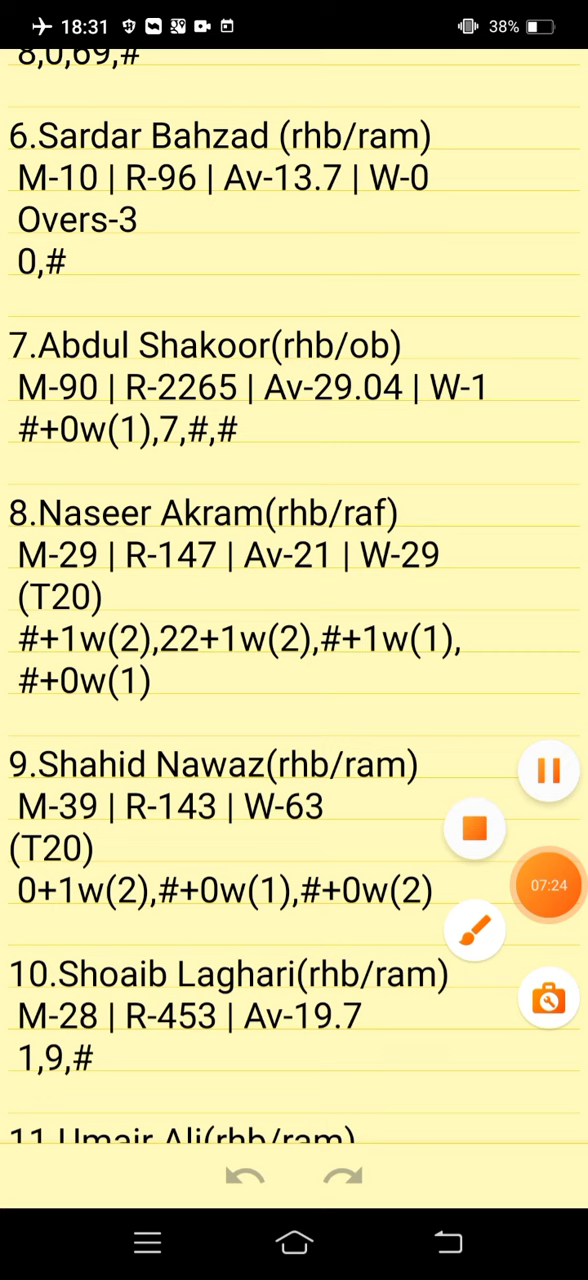 18:31
38%
8,0,69,#
6.Sardar Bahzad (rhb/ram)
M-10 | R-96 | Av-13.7 | W-0
Overs-3
0,#
7.Abdul Shakoor(rhb/ob)
M-90 | R-2265 | Av-29.04 | W-1
#+0w(1),7,#,#
8.Naseer Akram(rhb/raf)
M-29 | R-147 | Av-21 | W-29
(T20)
#+1w(2),22+1w(2),#+1w(1),
#+0w(1)
9.Shahid Nawaz(rhb/ram)
M-39 | R-143 | W-63
(T20)
0+1w(2),#+0w(1),#+0w(2)
07:24
10.Shoaib Laghari(rhb/ram)
M-28 | R-453 | Av-19.7
1,9,#
11.Umair Ali(rhb/ram)